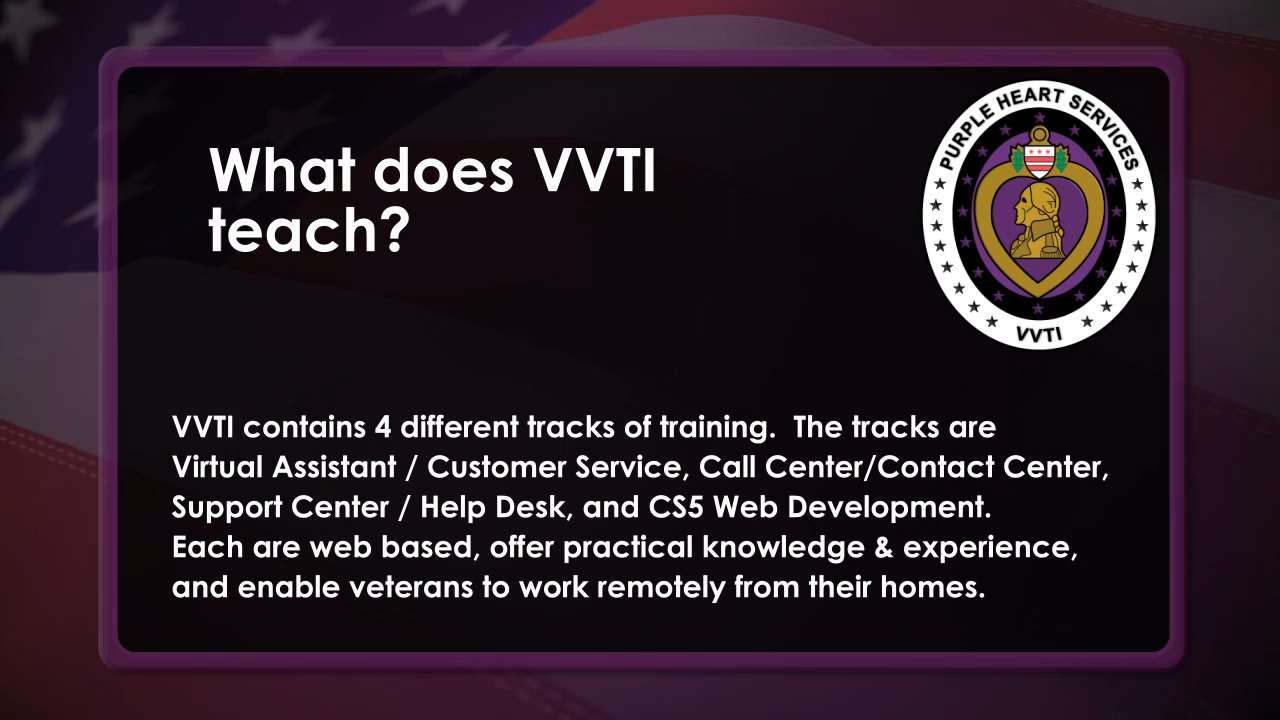 What does VVTI
teach?
PURPLE HEART SERVICES
VVTI
VVTI contains 4 different tracks of training.  The tracks are
Virtual Assistant / Customer Service, Call Center/Contact Center,
Support Center / Help Desk, and CS5 Web Development.
Each are web based, offer practical knowledge & experience,
and enable veterans to work remotely from their homes.